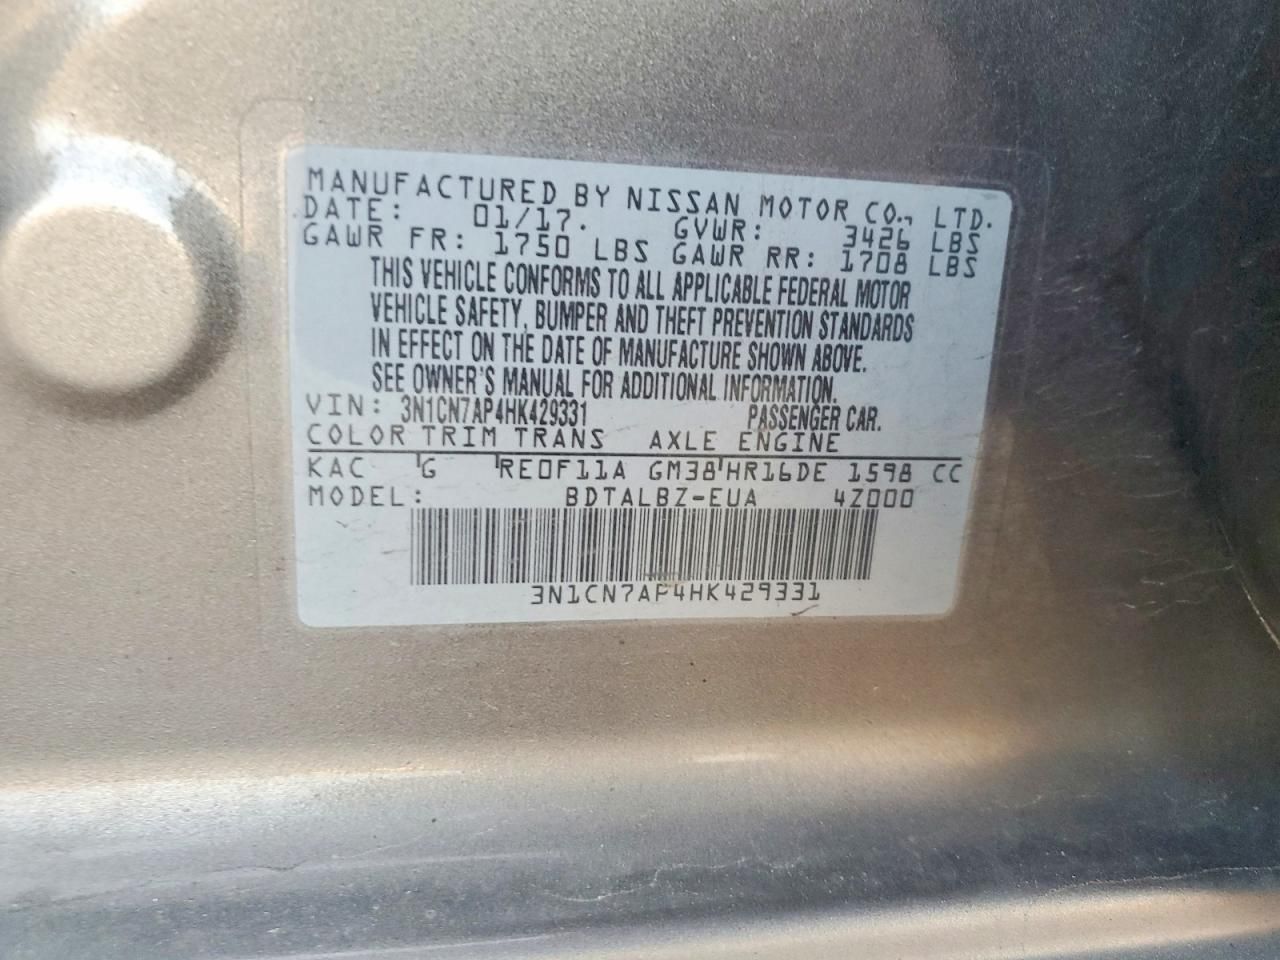 MANUFACTURED BY NISSAN MOTOR CO., LTD.
DATE: 01/17. GVWR: 3426 LBS
GAWR FR: 1750 LBS GAWR RR: 1708 LBS
THIS VEHICLE CONFORMS TO ALL APPLICABLE FEDERAL MOTOR
VEHICLE SAFETY, BUMPER AND THEFT PREVENTION STANDARDS
IN EFFECT ON THE DATE OF MANUFACTURE SHOWN ABOVE.
SEE OWNER'S MANUAL FOR ADDITIONAL INFORMATION.
VIN: 3N1CN7AP4HK429331 PASSENGER CAR.
COLOR TRIM TRANS AXLE ENGINE
KAC G RE0F11A GM38 HR16DE 1598 CC
MODEL: BDTALBZ-EUA 4Z000
3N1CN7AP4HK429331